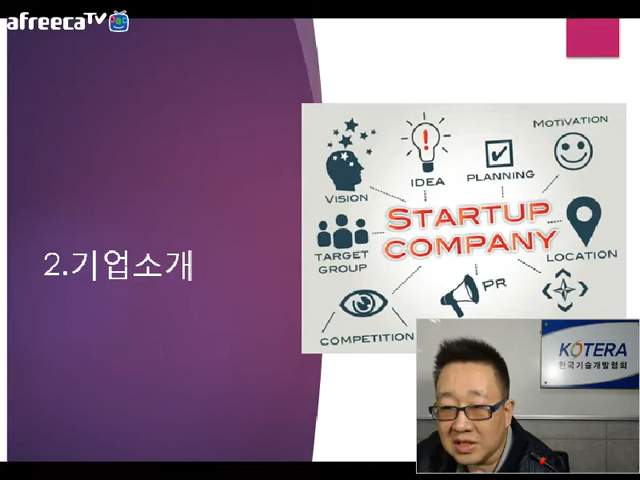 afreecaTV
MOTIVATION
IDEA
PLANNING
VISION
STARTUP
COMPANY
TARGET
GROUP
LOCATION
PR
COMPETITION
2.기업소개
KOTERA
한국기술개발협회